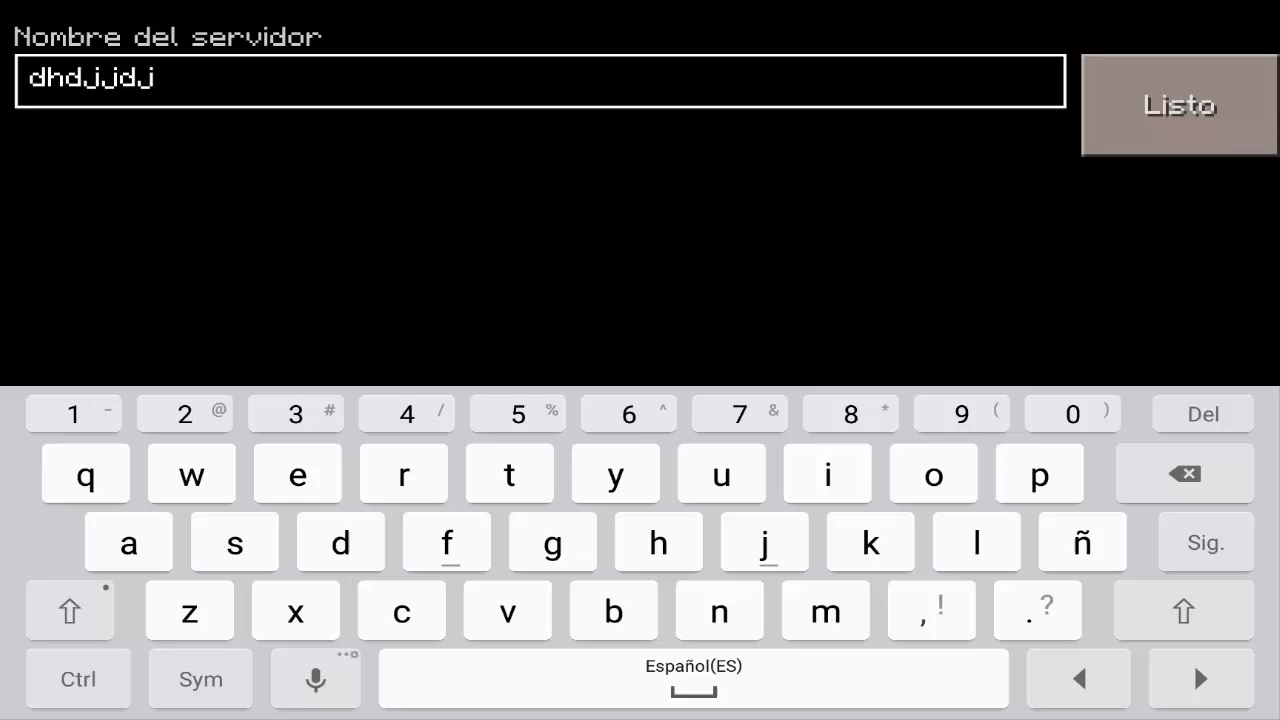 Nombre del servidor
dhdjjdj
Listo
1 - 2 @ 3 # 4 / 5 % 6 ^ 7 & 8 * 9 ( 0 ) Del
q w e r t y u i o p
a s d f g h j k l ñ Sig.
z x c v b n m , ! . ?
Ctrl Sym Español(ES)